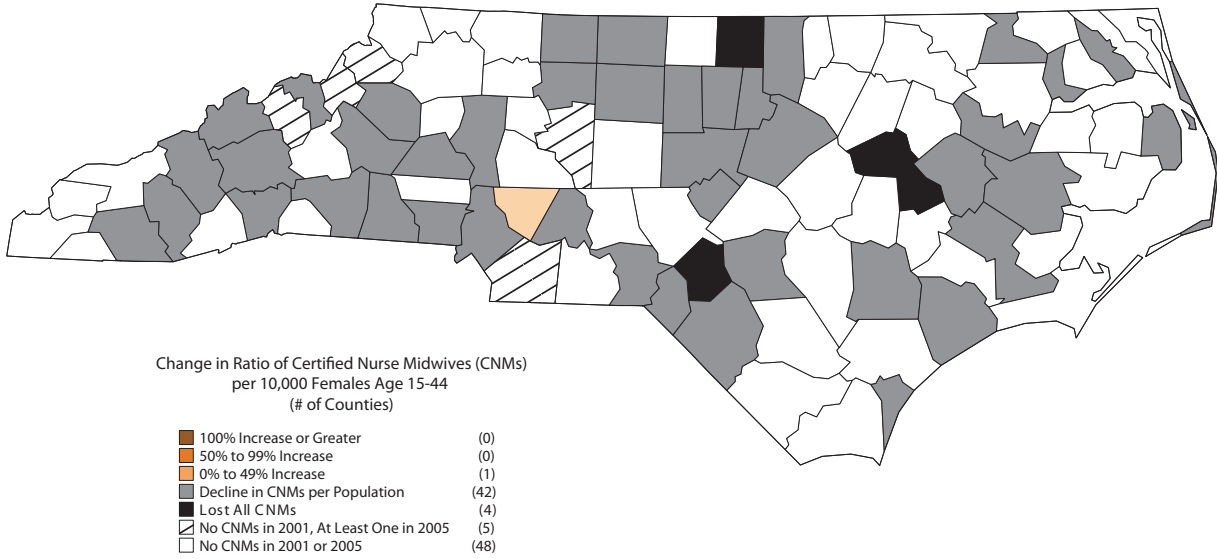 Change in Ratio of Certified Nurse Midwives (CNMs)
per 10,000 Females Age 15-44
(# of Counties)
100% Increase or Greater (0)
50% to 99% Increase (0)
0% to 49% Increase (1)
Decline in CNMs per Population (42)
Lost All CNMs (4)
No CNMs in 2001, At Least One in 2005 (5)
No CNMs in 2001 or 2005 (48)